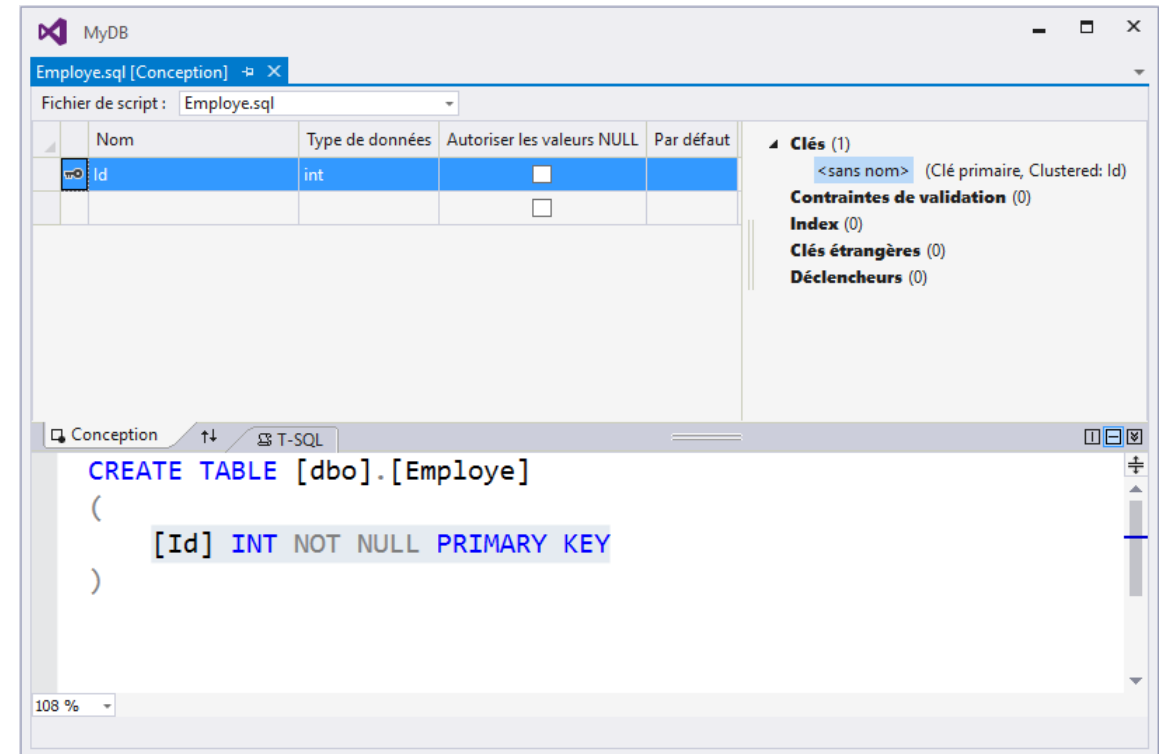 MyDB
Employe.sql [Conception]
Fichier de script : Employe.sql
Nom Type de données Autoriser les valeurs NULL Par défaut
Id int
Clés (1)
<sans nom> (Clé primaire, Clustered: Id)
Contraintes de validation (0)
Index (0)
Clés étrangères (0)
Déclencheurs (0)
Conception T-SQL
CREATE TABLE [dbo].[Employe]
(
[Id] INT NOT NULL PRIMARY KEY
)
108 %